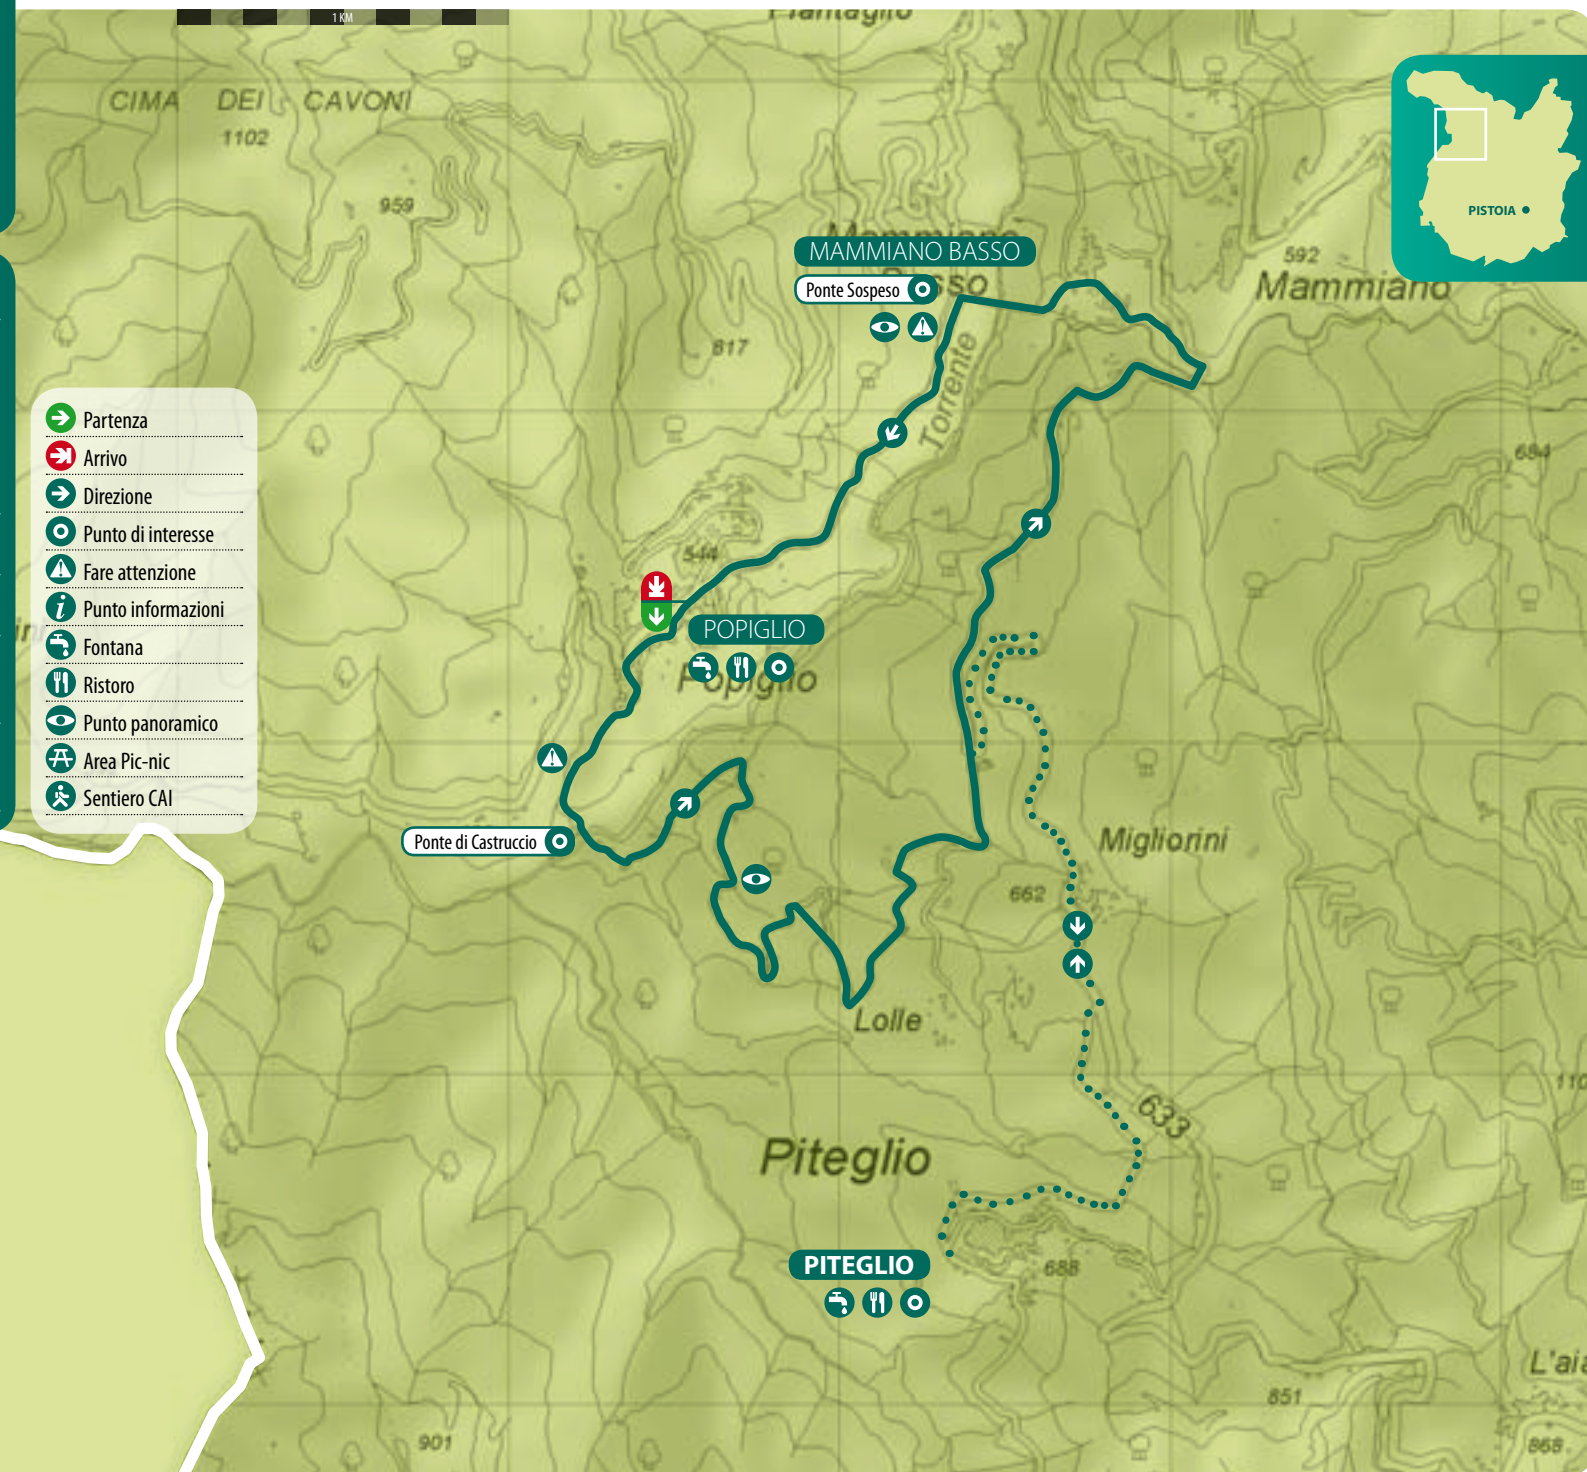 1 KM
CIMA DEI CAVONI
1102
959
PISTOIA
MAMMIANO BASSO
Ponte Sospeso
592
Mammiano
617
Torrente
684
Partenza
Arrivo
Direzione
Punto di interesse
Fare attenzione
Punto informazioni
Fontana
Ristoro
Punto panoramico
Area Pic-nic
Sentiero CAI
544
POPIGLIO
Popiglio
Ponte di Castruccio
Migliorini
662
Lolle
633
Piteglio
PITEGLIO
688
851
868
901